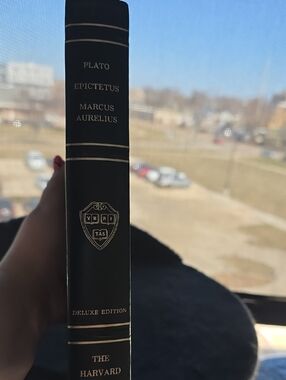 PLATO
EPICTETUS
MARCUS
AURELIUS
VE RI
TAS
DELUXE EDITION
THE
HARVARD